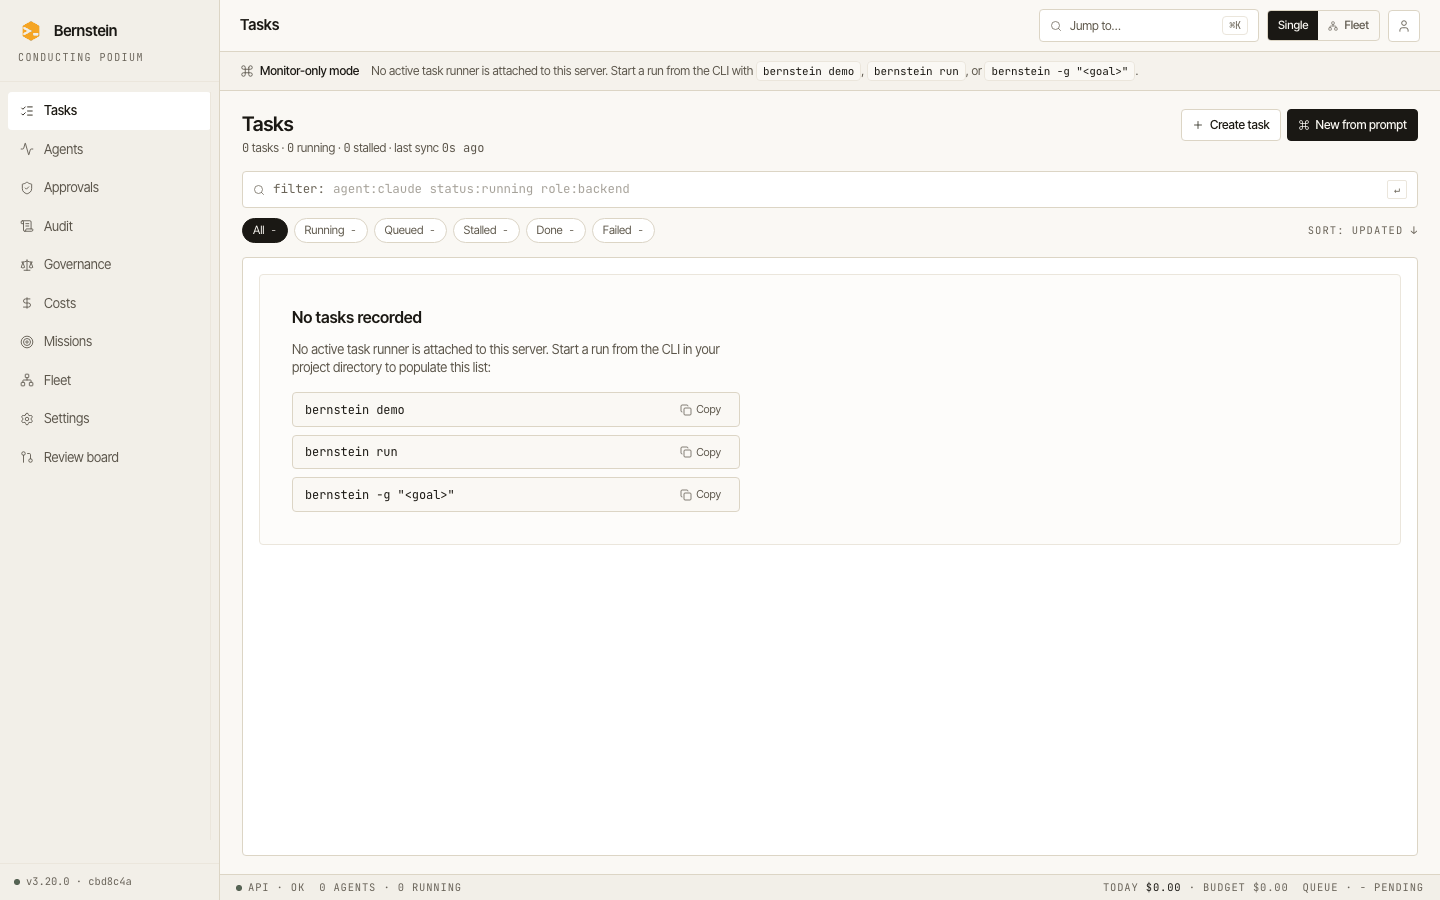 Bernstein
CONDUCTING PODIUM
Tasks
Agents
Approvals
Audit
Governance
Costs
Missions
Fleet
Settings
Review board
v3.20.0 · cbd8c4a
Tasks
Jump to... ⌘K
Single Fleet
Monitor-only mode No active task runner is attached to this server. Start a run from the CLI with bernstein demo, bernstein run, or bernstein -g "<goal>".
Tasks
0 tasks · 0 running · 0 stalled · last sync 0s ago
Create task
New from prompt
filter: agent:claude status:running role:backend ↵
All - Running - Queued - Stalled - Done - Failed -
SORT: UPDATED ↓
No tasks recorded
No active task runner is attached to this server. Start a run from the CLI in your
project directory to populate this list:
bernstein demo Copy
bernstein run Copy
bernstein -g "<goal>" Copy
API · OK 0 AGENTS · 0 RUNNING
TODAY $0.00 · BUDGET $0.00 QUEUE · - PENDING